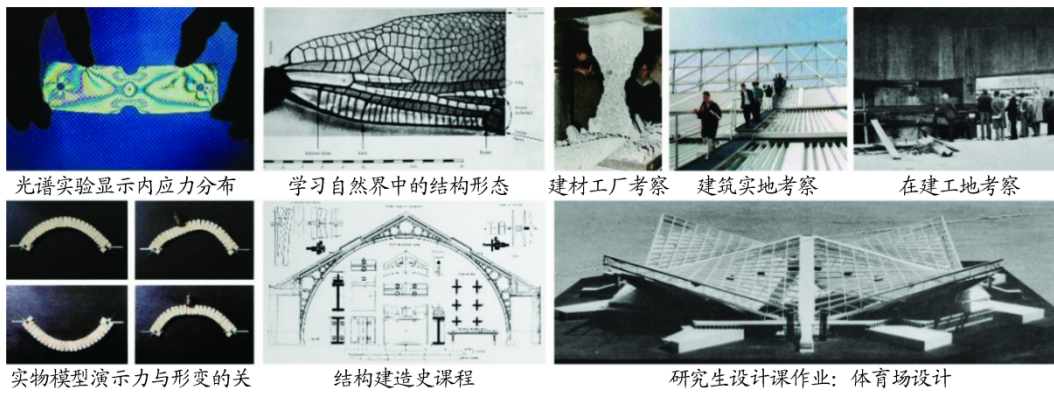 光谱实验显示内应力分布
学习自然界中的结构形态
建材工厂考察
建筑实地考察
在建工地考察
实物模型演示力与形变的关
结构建造史课程
研究生设计课作业：体育场设计